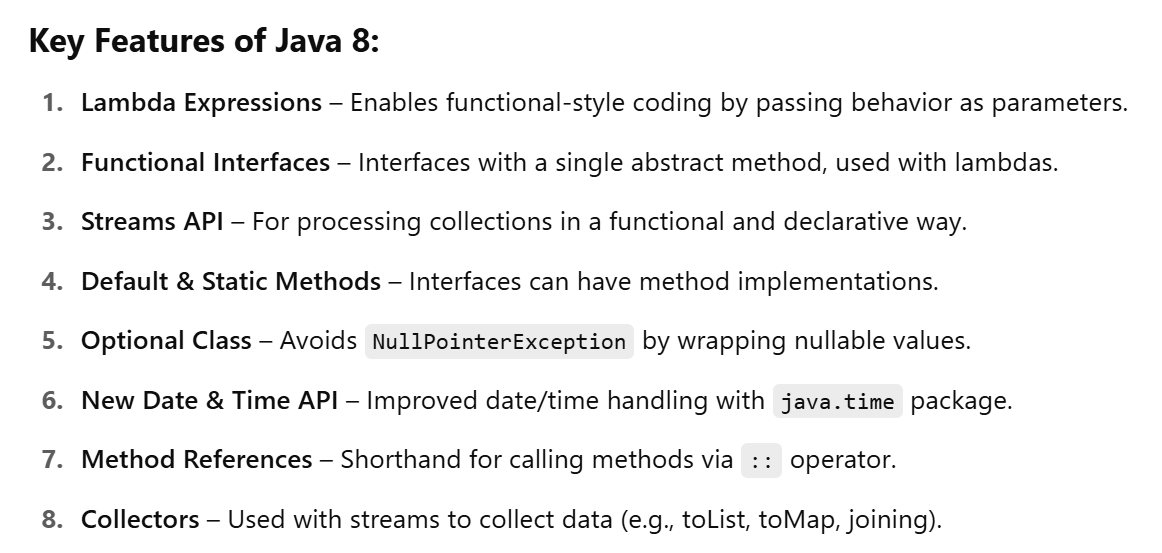 Key Features of Java 8:
1. Lambda Expressions – Enables functional-style coding by passing behavior as parameters.
2. Functional Interfaces – Interfaces with a single abstract method, used with lambdas.
3. Streams API – For processing collections in a functional and declarative way.
4. Default & Static Methods – Interfaces can have method implementations.
5. Optional Class – Avoids NullPointerException by wrapping nullable values.
6. New Date & Time API – Improved date/time handling with java.time package.
7. Method References – Shorthand for calling methods via :: operator.
8. Collectors – Used with streams to collect data (e.g., toList, toMap, joining).